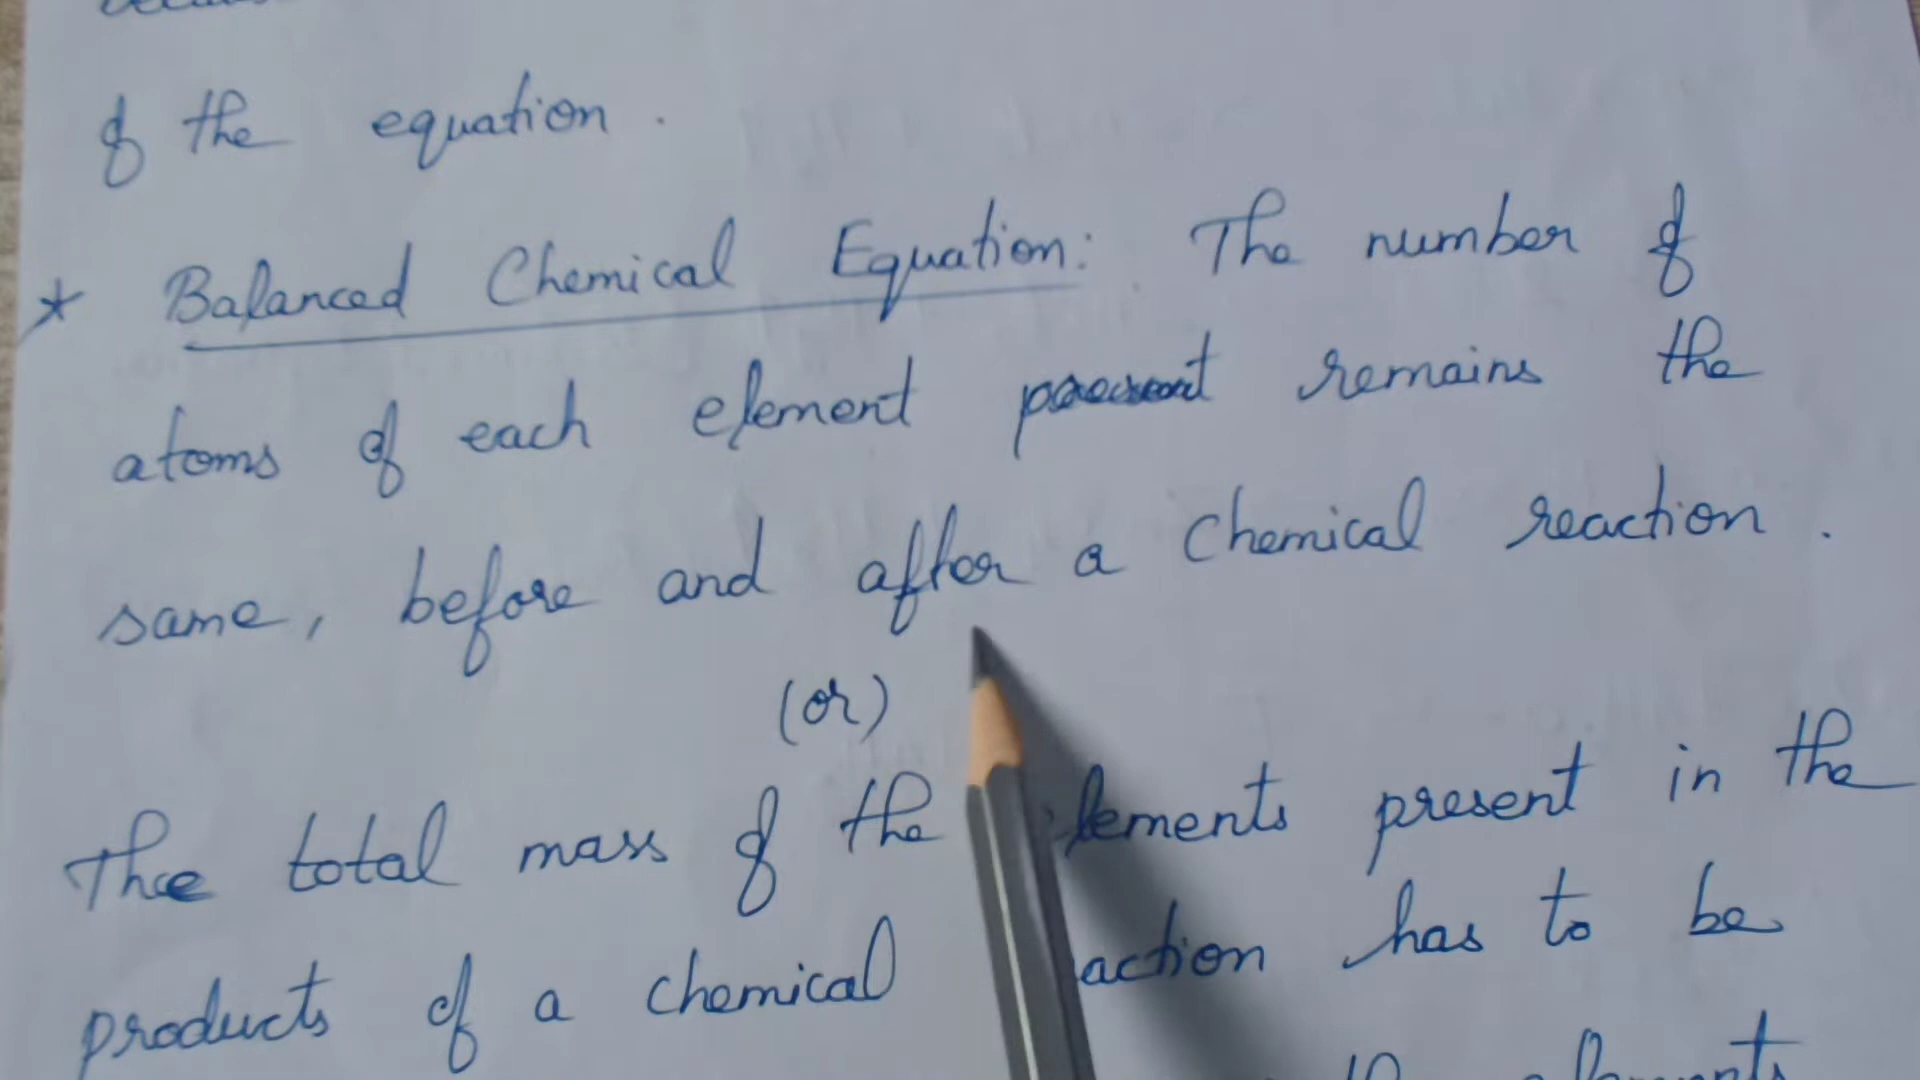 of the equation.
* Balanced Chemical Equation: The number of
atoms of each element present remains the
same, before and after a chemical reaction.
(or)
The total mass of the lements present in the
products of a chemical action has to be
elements